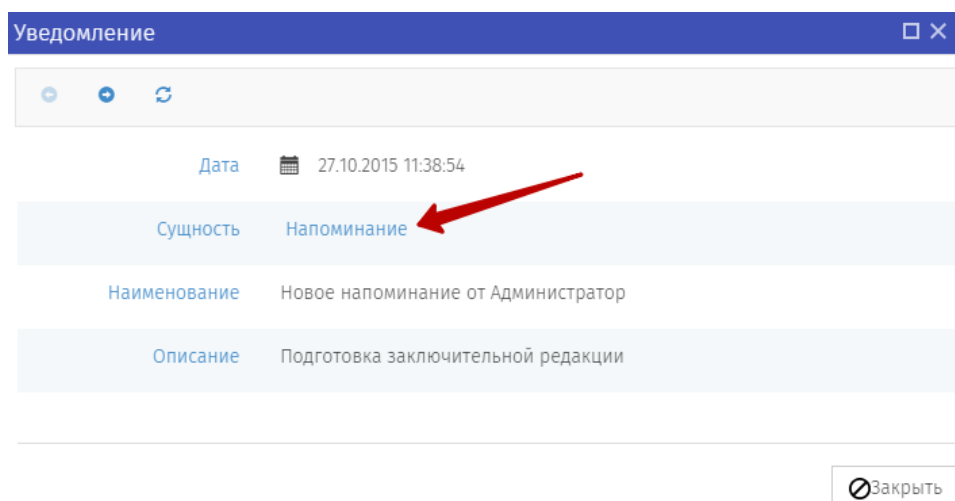 Уведомление
Дата 27.10.2015 11:38:54
Сущность Напоминание
Наименование Новое напоминание от Администратор
Описание Подготовка заключительной редакции
Закрыть